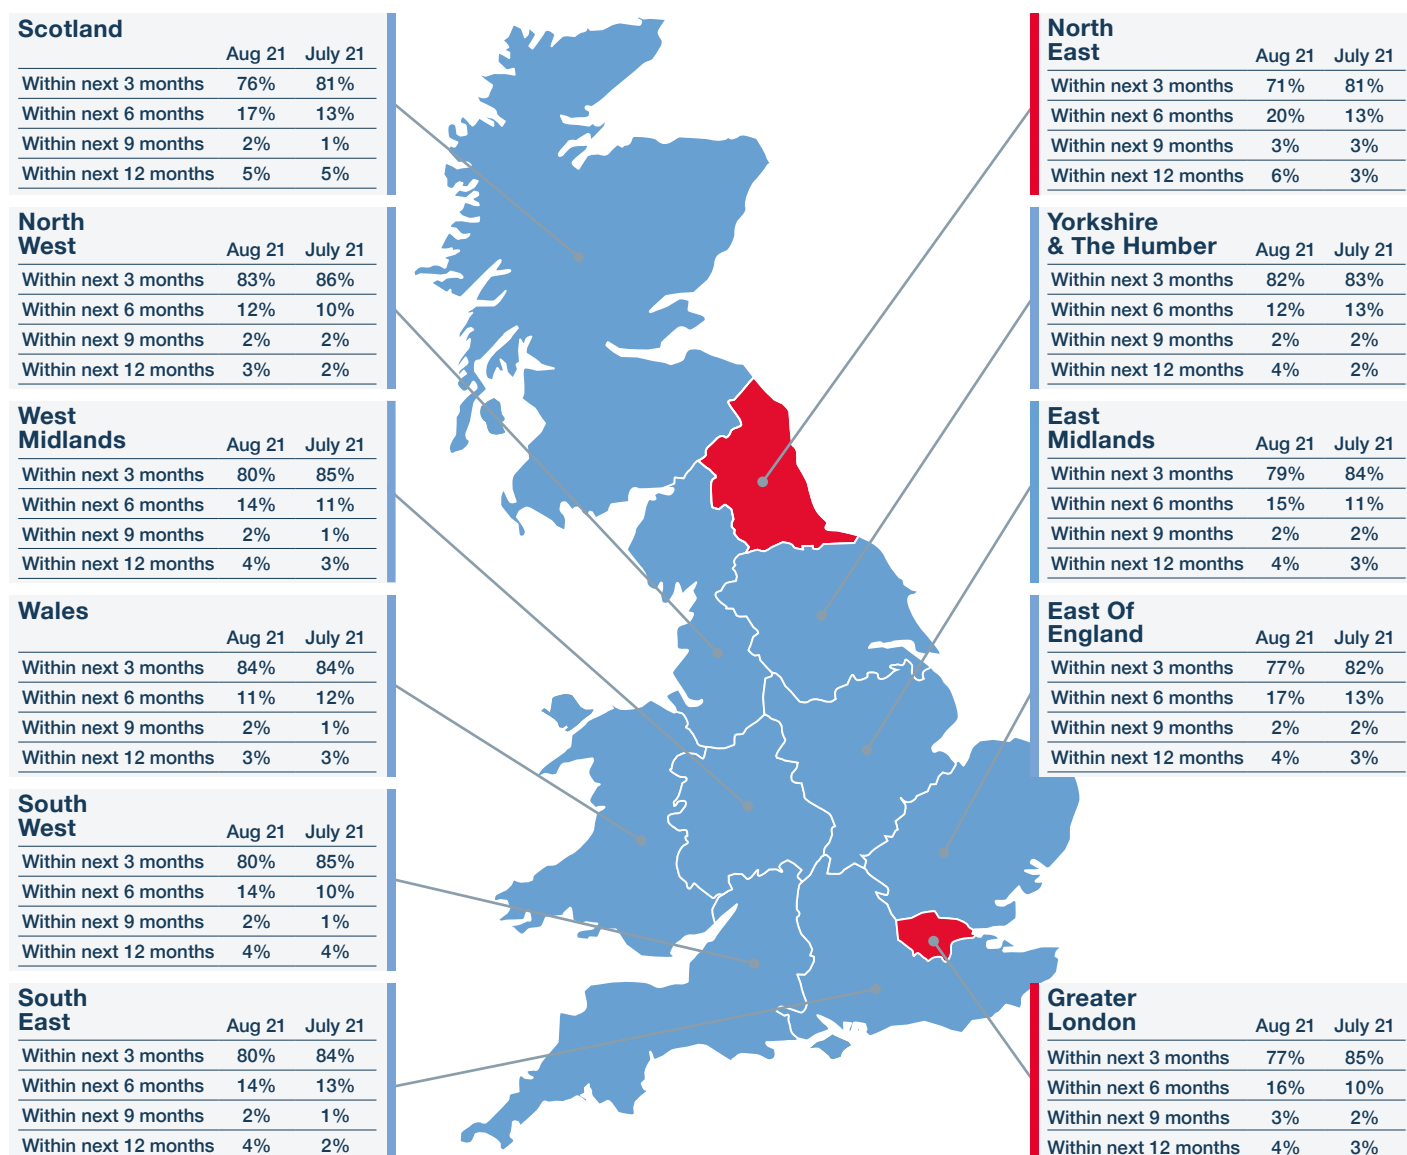 Scotland
Aug 21 July 21
Within next 3 months 76% 81%
Within next 6 months 17% 13%
Within next 9 months 2% 1%
Within next 12 months 5% 5%
North
West
Aug 21 July 21
Within next 3 months 83% 86%
Within next 6 months 12% 10%
Within next 9 months 2% 2%
Within next 12 months 3% 2%
West
Midlands
Aug 21 July 21
Within next 3 months 80% 85%
Within next 6 months 14% 11%
Within next 9 months 2% 1%
Within next 12 months 4% 3%
Wales
Aug 21 July 21
Within next 3 months 84% 84%
Within next 6 months 11% 12%
Within next 9 months 2% 1%
Within next 12 months 3% 3%
South
West
Aug 21 July 21
Within next 3 months 80% 85%
Within next 6 months 14% 10%
Within next 9 months 2% 1%
Within next 12 months 4% 4%
South
East
Aug 21 July 21
Within next 3 months 80% 84%
Within next 6 months 14% 13%
Within next 9 months 2% 1%
Within next 12 months 4% 2%
North
East
Aug 21 July 21
Within next 3 months 71% 81%
Within next 6 months 20% 13%
Within next 9 months 3% 3%
Within next 12 months 6% 3%
Yorkshire
& The Humber
Aug 21 July 21
Within next 3 months 82% 83%
Within next 6 months 12% 13%
Within next 9 months 2% 2%
Within next 12 months 4% 2%
East
Midlands
Aug 21 July 21
Within next 3 months 79% 84%
Within next 6 months 15% 11%
Within next 9 months 2% 2%
Within next 12 months 4% 3%
East Of
England
Aug 21 July 21
Within next 3 months 77% 82%
Within next 6 months 17% 13%
Within next 9 months 2% 2%
Within next 12 months 4% 3%
Greater
London
Aug 21 July 21
Within next 3 months 77% 85%
Within next 6 months 16% 10%
Within next 9 months 3% 2%
Within next 12 months 4% 3%